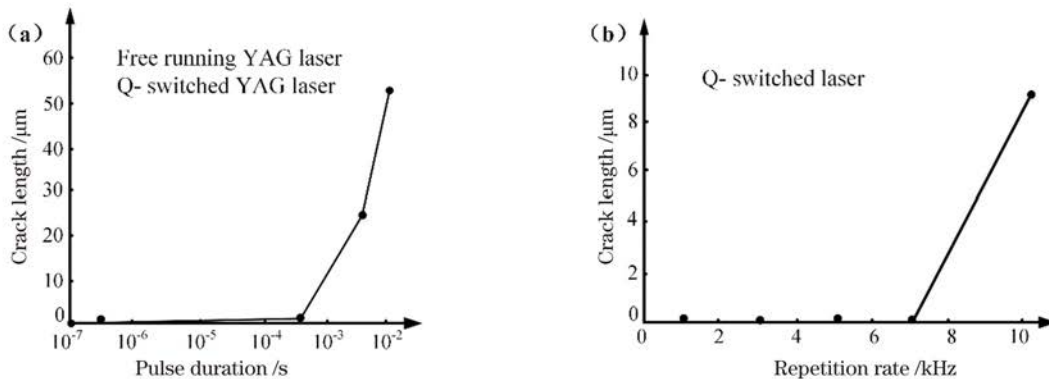 (a)
Free running YAG laser
Q- switched YAG laser
60
50
40
30
20
10
0
Crack length /μm
10⁻⁷ 10⁻⁶ 10⁻⁵ 10⁻⁴ 10⁻³ 10⁻²
Pulse duration /s
(b)
Q- switched laser
10
8
6
4
2
0
Crack length /μm
0 2 4 6 8 10
Repetition rate /kHz